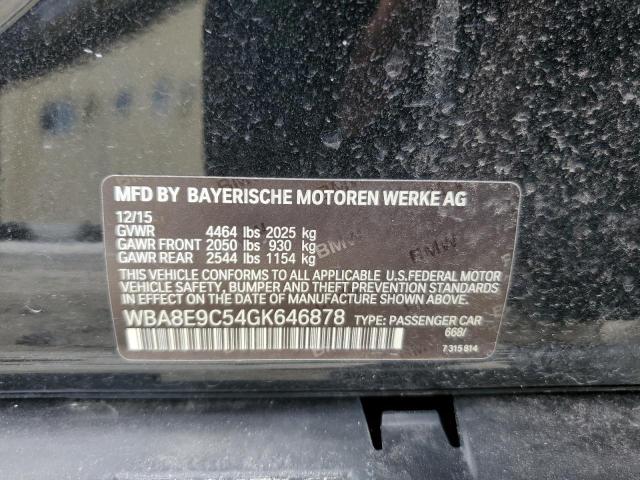 MFD BY BAYERISCHE MOTOREN WERKE AG
12/15
GVWR 4464 lbs 2025 kg
GAWR FRONT 2050 lbs 930 kg
GAWR REAR 2544 lbs 1154 kg
THIS VEHICLE CONFORMS TO ALL APPLICABLE U.S.FEDERAL MOTOR
VEHICLE SAFETY, BUMPER AND THEFT PREVENTION STANDARDS
IN EFFECT ON THE DATE OF MANUFACTURE SHOWN ABOVE.
WBA8E9C54GK646878 TYPE: PASSENGER CAR
668/
7 315 814